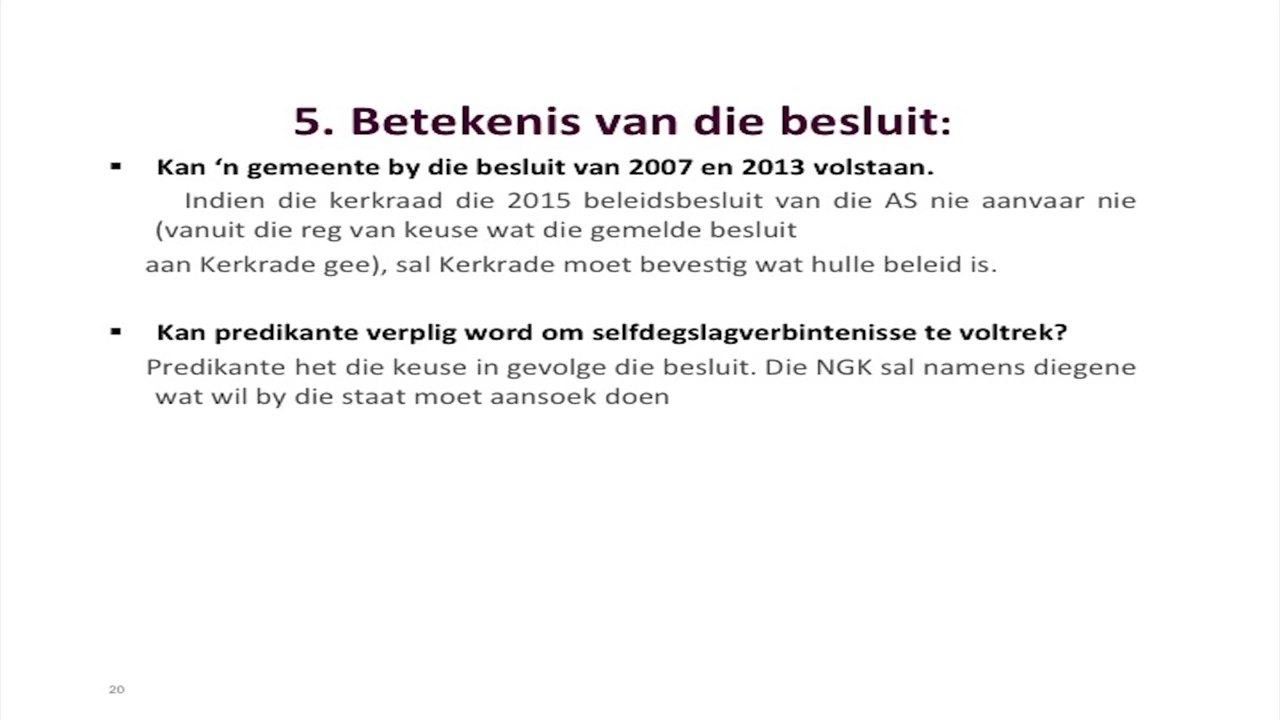 5. Betekenis van die besluit:
▪ Kan ‘n gemeente by die besluit van 2007 en 2013 volstaan.
Indien die kerkraad die 2015 beleidsbesluit van die AS nie aanvaar nie
(vanuit die reg van keuse wat die gemelde besluit
aan Kerkrade gee), sal Kerkrade moet bevestig wat hulle beleid is.
▪ Kan predikante verplig word om selfdegslagverbintenisse te voltrek?
Predikante het die keuse in gevolge die besluit. Die NGK sal namens diegene
wat wil by die staat moet aansoek doen
20